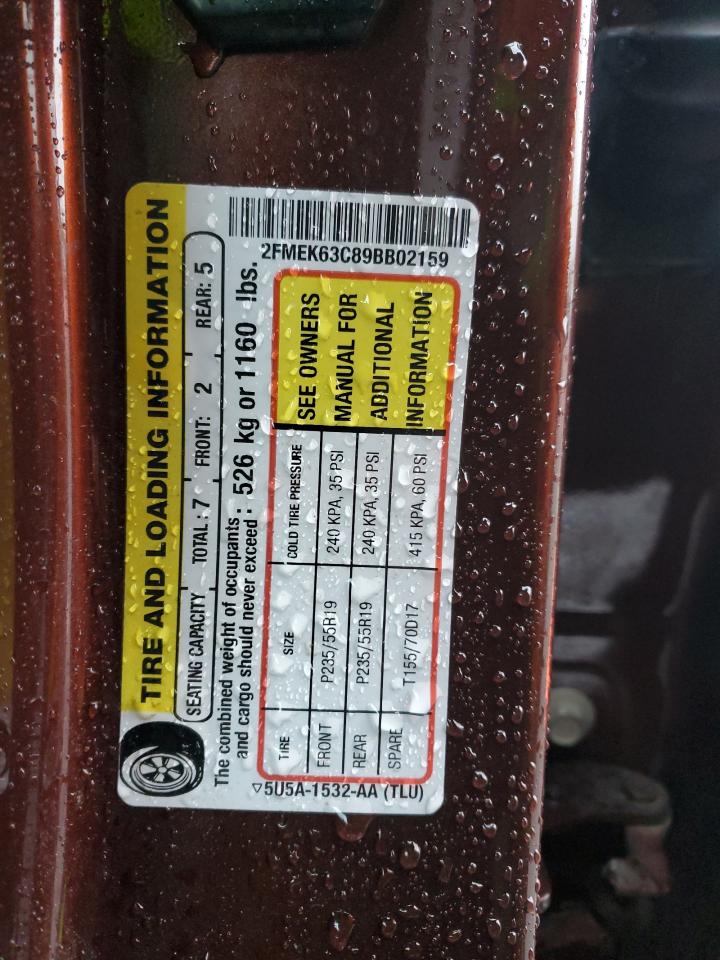 TIRE AND LOADING INFORMATION
SEATING CAPACITY TOTAL : 7 FRONT: 2 REAR: 5
The combined weight of occupants
and cargo should never exceed : 526 kg or 1160 lbs.
TIRE SIZE COLD TIRE PRESSURE
FRONT P235/55R19 240 KPA, 35 PSI
REAR P235/55R19 240 KPA, 35 PSI
SPARE T155/70D17 415 KPA, 60 PSI
SEE OWNERS
MANUAL FOR
ADDITIONAL
INFORMATION
▽5U5A-1532-AA (TLU)
2FMEK63C89BB02159